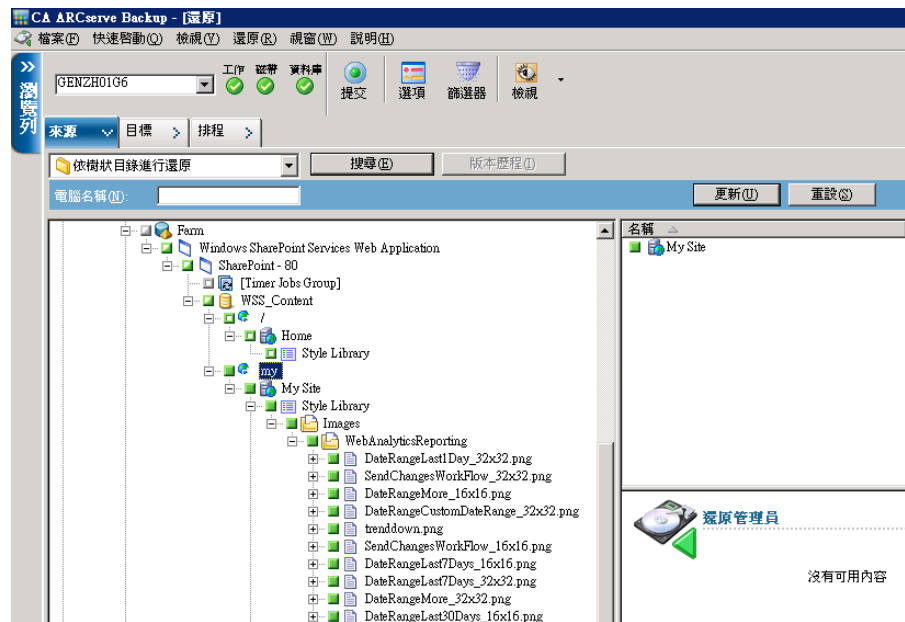 CA ARCserve Backup - [還原]
檔案(F) 快速啓動(Q) 檢視(V) 還原(R) 視窗(W) 說明(H)
»
瀏覽列
GENZH01G6
工作 磁帶 資料庫
提交 選項 篩選器 檢視
來源 目標 排程
依樹狀目錄進行還原 搜尋(E) 版本歷程(I)
電腦名稱(N): 更新(U) 重設(S)
Farm
Windows SharePoint Services Web Application
SharePoint - 80
[Timer Jobs Group]
WSS_Content
/
Home
Style Library
my
My Site
Style Library
Images
WebAnalyticsReporting
DateRangeLast1Day_32x32.png
SendChangesWorkFlow_32x32.png
DateRangeMore_16x16.png
DateRangeCustomDateRange_32x32.png
trenddown.png
SendChangesWorkFlow_16x16.png
DateRangeLast7Days_16x16.png
DateRangeLast7Days_32x32.png
DateRangeMore_32x32.png
DateRangeLast30Days_16x16.png
名稱
My Site
還原管理員
沒有可用內容